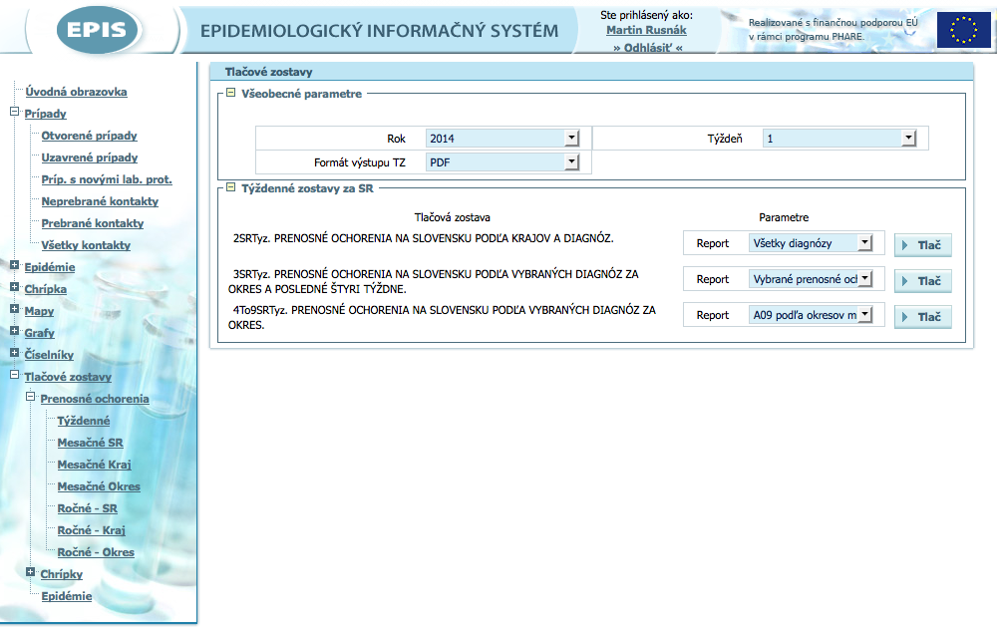 EPIS
EPIDEMIOLOGICKÝ INFORMAČNÝ SYSTÉM
Ste prihlásený ako:
Martin Rusnák
» Odhlásiť «
Realizované s finančnou podporou EÚ
v rámci programu PHARE.
Úvodná obrazovka
Prípady
Otvorené prípady
Uzavrené prípady
Príp. s novými lab. prot.
Neprebrané kontakty
Prebrané kontakty
Všetky kontakty
Epidémie
Chrípka
Mapy
Grafy
Číselníky
Tlačové zostavy
Prenosné ochorenia
Týždenné
Mesačné SR
Mesačné Kraj
Mesačné Okres
Ročné - SR
Ročné - Kraj
Ročné - Okres
Chrípky
Epidémie
Tlačové zostavy
Všeobecné parametre
Rok 2014 Týždeň 1
Formát výstupu TZ PDF
Týždenné zostavy za SR
Tlačová zostava Parametre
2SRTyz. PRENOSNÉ OCHORENIA NA SLOVENSKU PODĽA KRAJOV A DIAGNÓZ.
Report Všetky diagnózy Tlač
3SRTyz. PRENOSNÉ OCHORENIA NA SLOVENSKU PODĽA VYBRANÝCH DIAGNÓZ ZA
OKRES A POSLEDNÉ ŠTYRI TÝŽDNE.
Report Vybrané prenosné ocl Tlač
4To9SRTyz. PRENOSNÉ OCHORENIA NA SLOVENSKU PODĽA VYBRANÝCH DIAGNÓZ ZA
OKRES.
Report A09 podľa okresov m Tlač